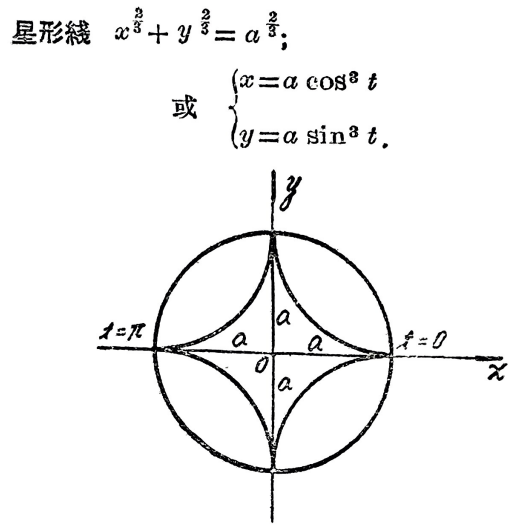 星形綫 x^{2/3} + y^{2/3} = a^{2/3};
或 { x = a cos³ t
y = a sin³ t.
y
a
t=π a a t=0
0 x
a